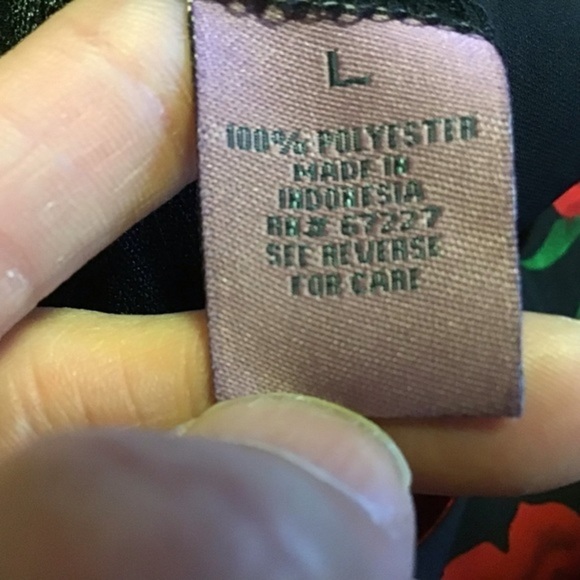 L
100% POLYESTER
MADE IN
INDONESIA
RN# 67227
SEE REVERSE
FOR CARE